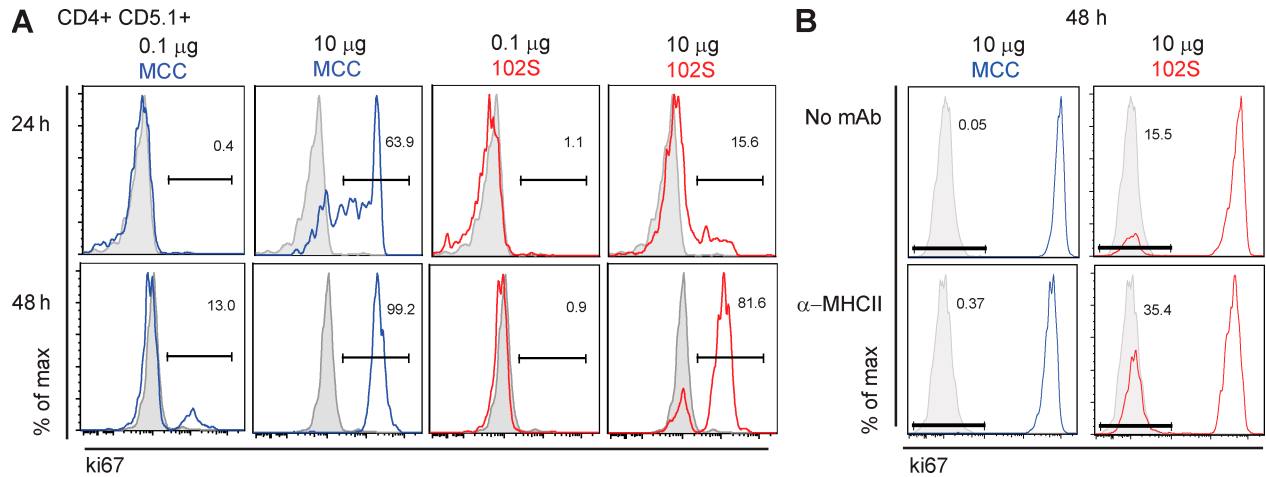 A
CD4+ CD5.1+
0.1 μg
MCC
10 μg
MCC
0.1 μg
102S
10 μg
102S
24 h
0.4
63.9
1.1
15.6
48 h
13.0
99.2
0.9
81.6
% of max
ki67
B
48 h
10 μg
MCC
10 μg
102S
No mAb
0.05
15.5
α–MHCII
0.37
35.4
% of max
ki67